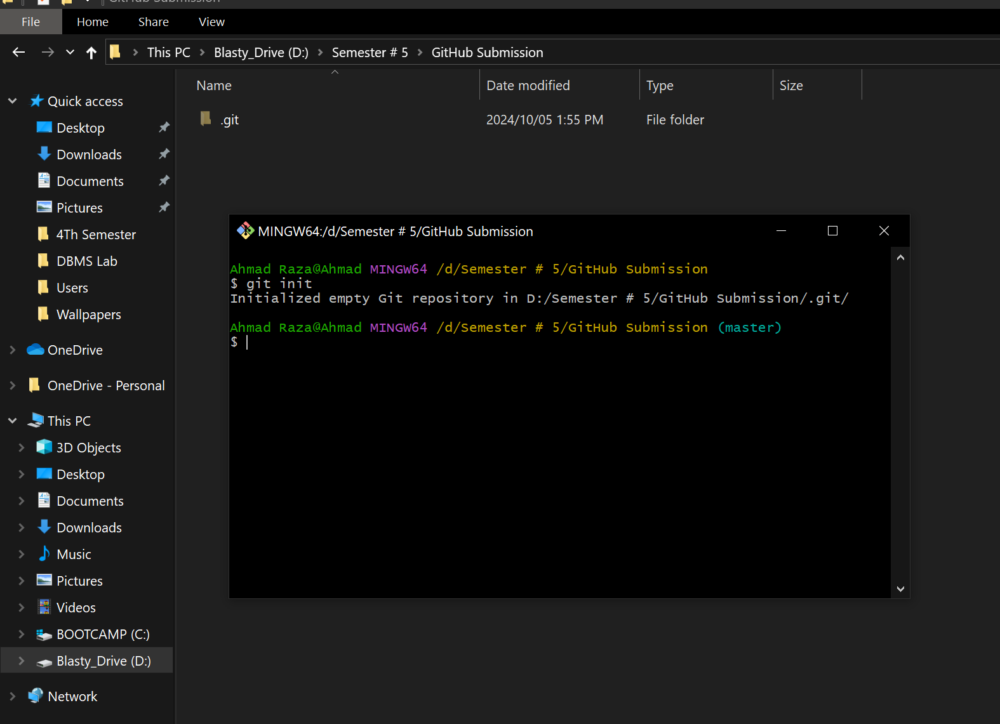 GitHub Submission
File Home Share View
This PC Blasty_Drive (D:) Semester # 5 GitHub Submission
Name Date modified Type Size
.git 2024/10/05 1:55 PM File folder
Quick access
Desktop
Downloads
Documents
Pictures
4Th Semester
DBMS Lab
Users
Wallpapers
OneDrive
OneDrive - Personal
This PC
3D Objects
Desktop
Documents
Downloads
Music
Pictures
Videos
BOOTCAMP (C:)
Blasty_Drive (D:)
Network
MINGW64:/d/Semester # 5/GitHub Submission
Ahmad Raza@Ahmad MINGW64 /d/Semester # 5/GitHub Submission
$ git init
Initialized empty Git repository in D:/Semester # 5/GitHub Submission/.git/
Ahmad Raza@Ahmad MINGW64 /d/Semester # 5/GitHub Submission (master)
$